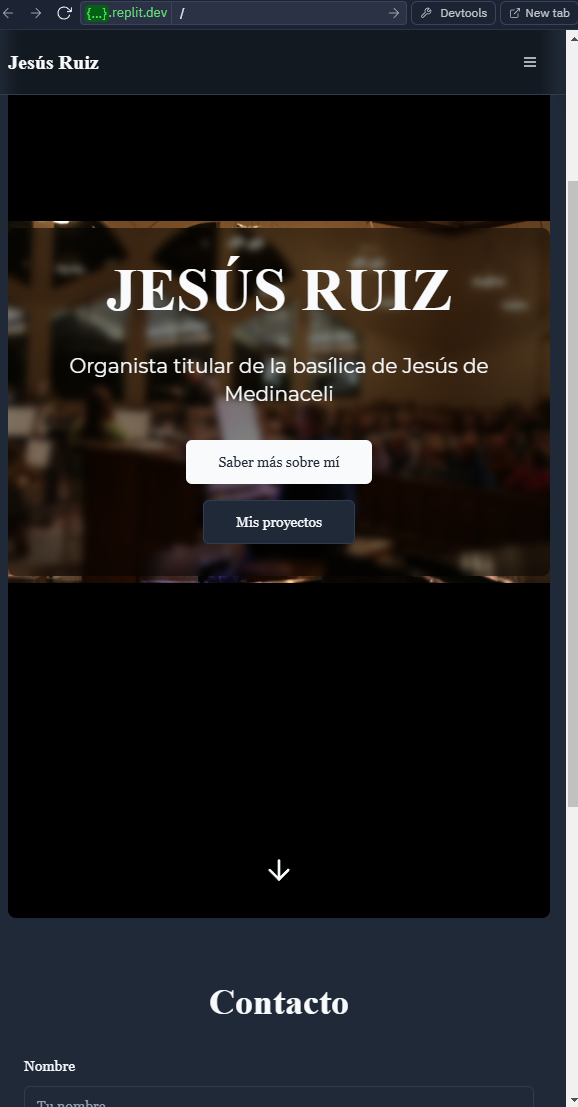 {...}.replit.dev /
Devtools
New tab
Jesús Ruiz
JESÚS RUIZ
Organista titular de la basílica de Jesús de
Medinaceli
Saber más sobre mí
Mis proyectos
Contacto
Nombre
Tu nombre